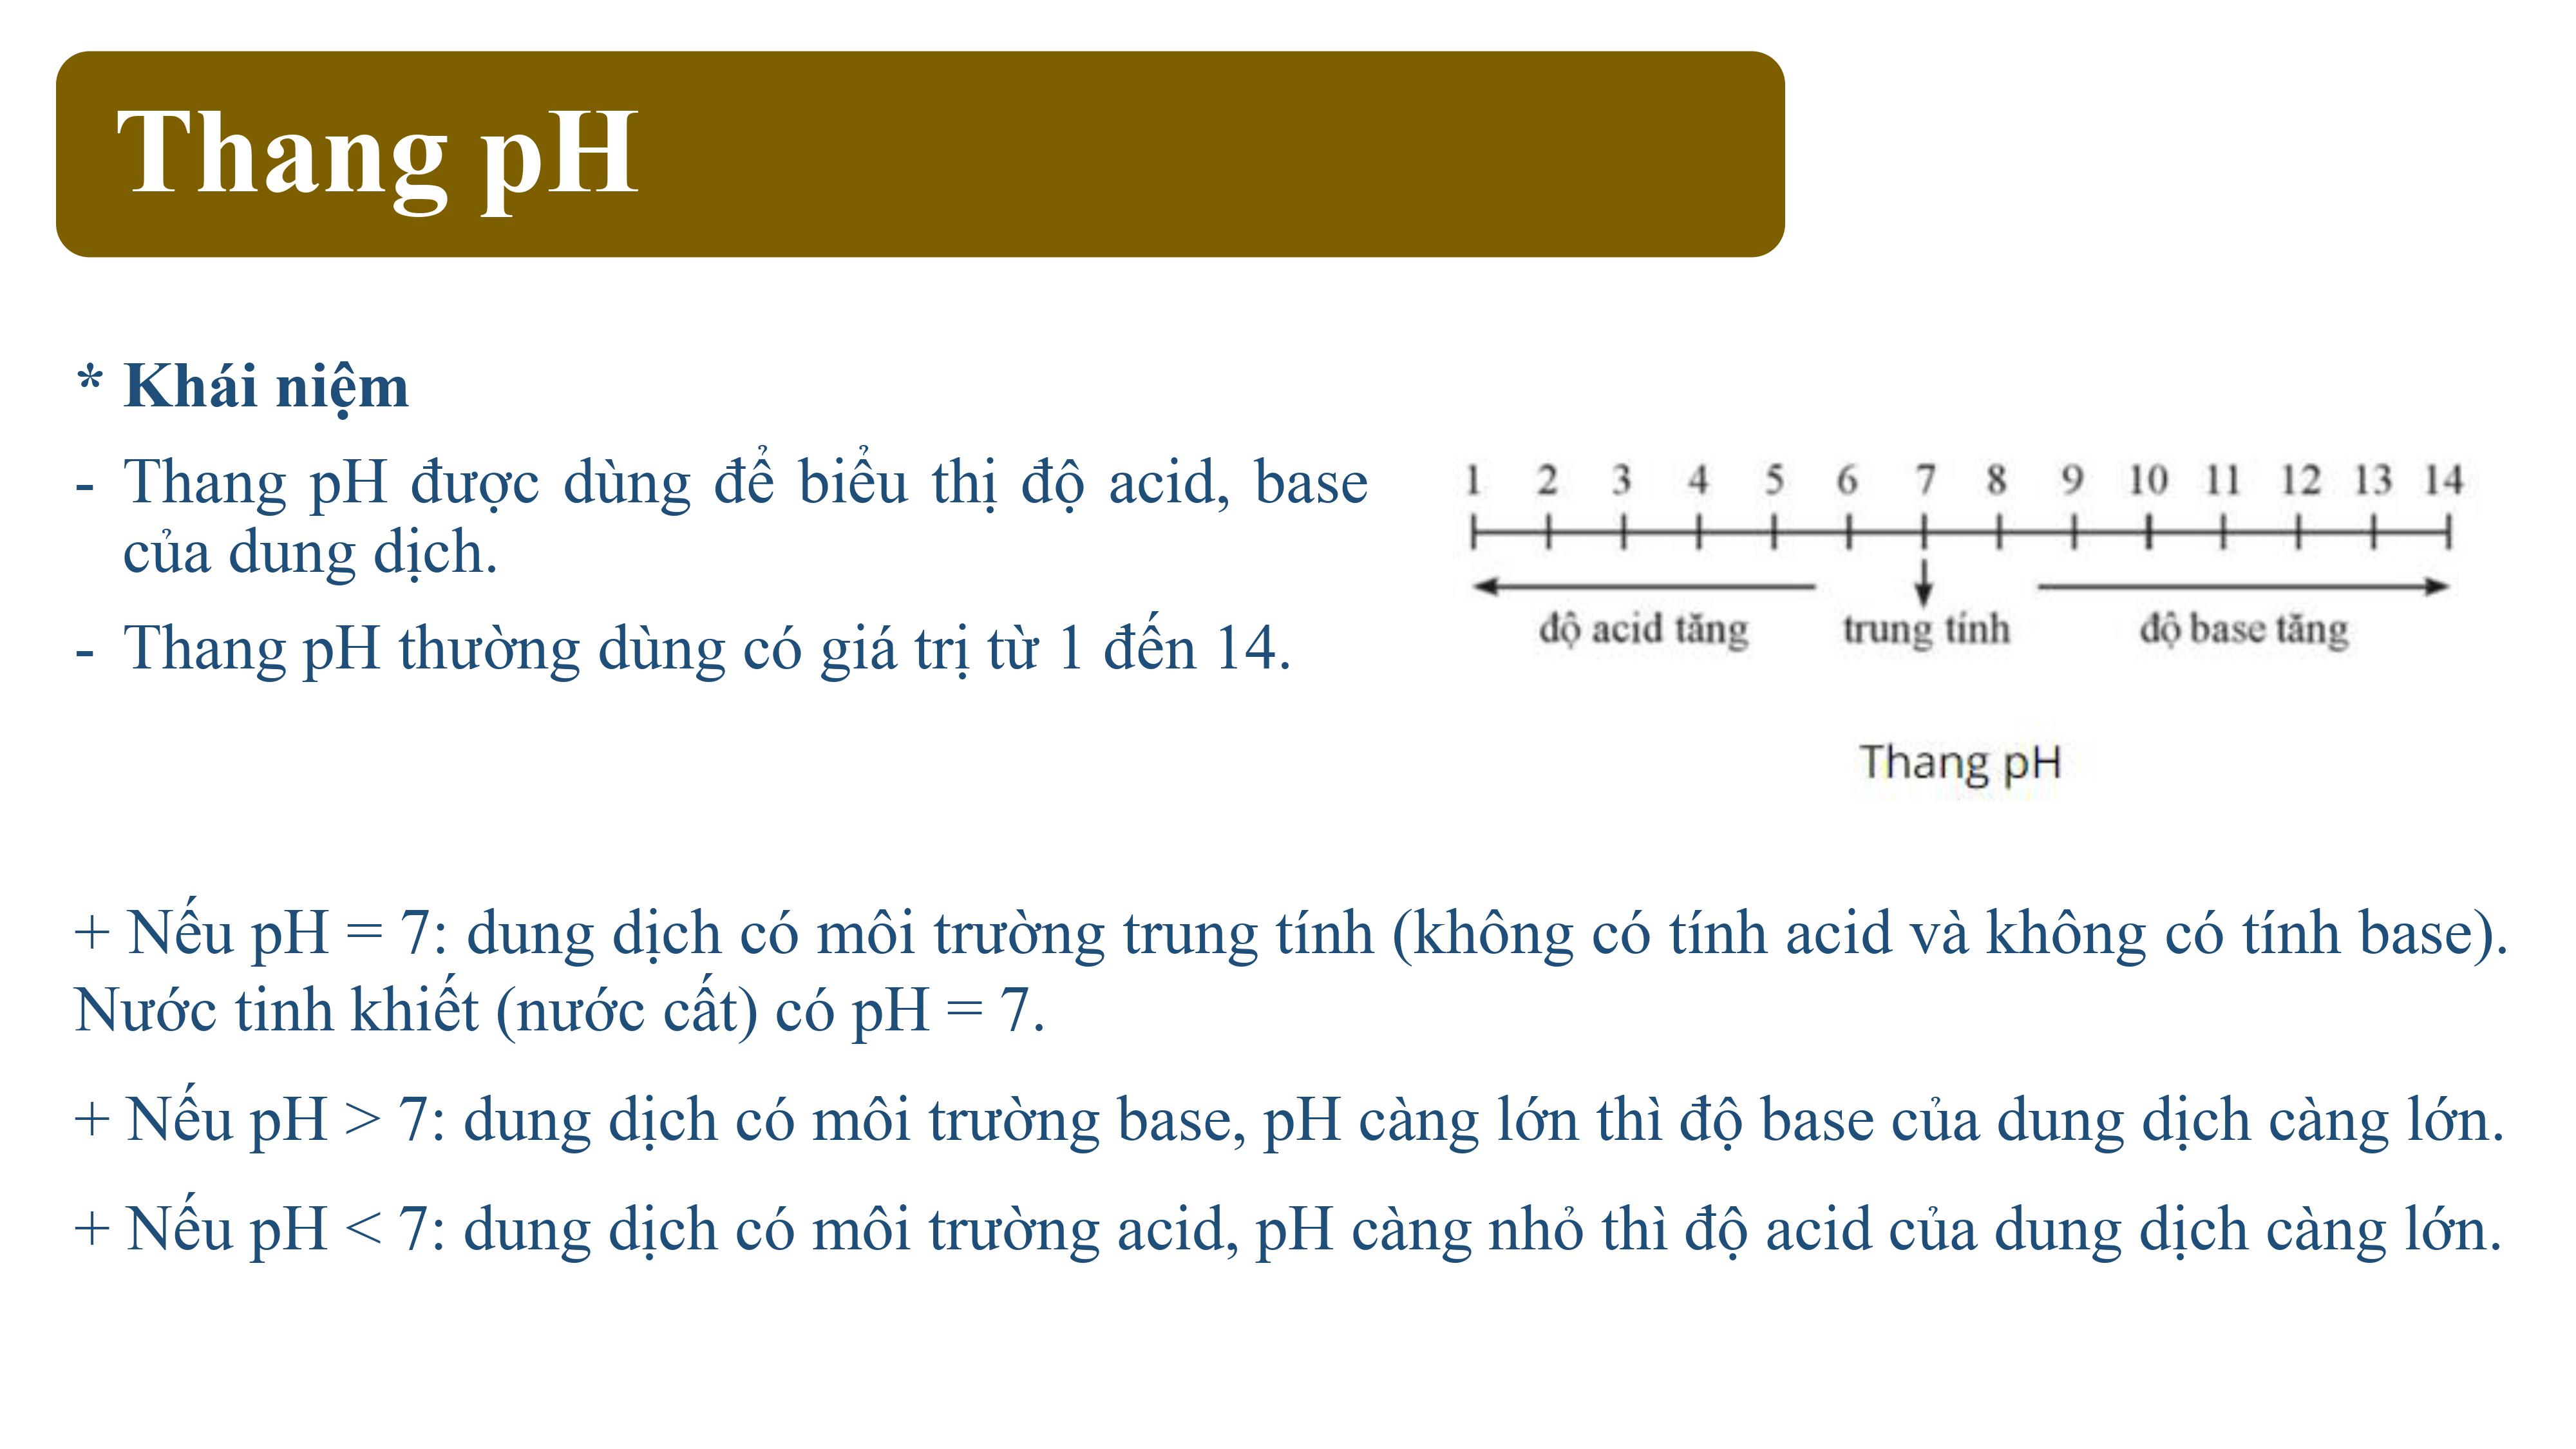 Thang pH
* Khái niệm
- Thang pH được dùng để biểu thị độ acid, base
của dung dịch.
- Thang pH thường dùng có giá trị từ 1 đến 14.
1 2 3 4 5 6 7 8 9 10 11 12 13 14
độ acid tăng trung tính độ base tăng
Thang pH
+ Nếu pH = 7: dung dịch có môi trường trung tính (không có tính acid và không có tính base).
Nước tinh khiết (nước cất) có pH = 7.
+ Nếu pH > 7: dung dịch có môi trường base, pH càng lớn thì độ base của dung dịch càng lớn.
+ Nếu pH < 7: dung dịch có môi trường acid, pH càng nhỏ thì độ acid của dung dịch càng lớn.